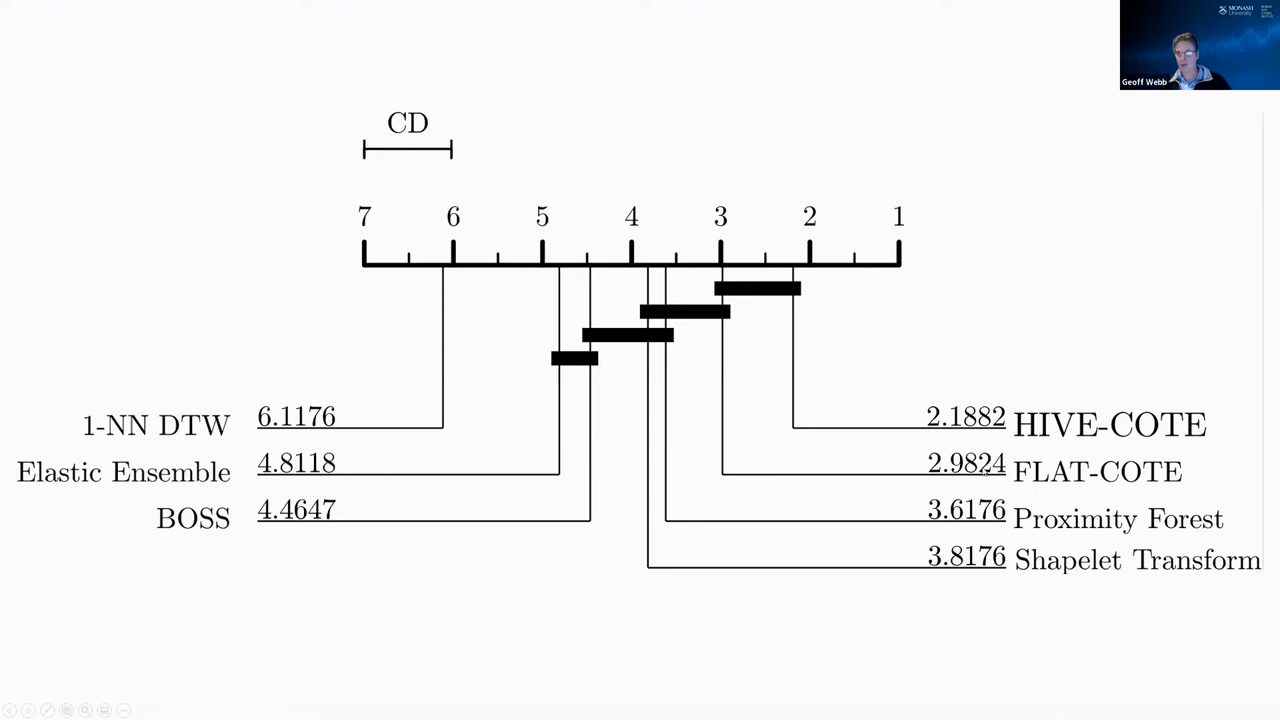 MONASH
University
Geoff Webb
CD
7 6 5 4 3 2 1
1-NN DTW 6.1176 2.1882 HIVE-COTE
Elastic Ensemble 4.8118 2.9824 FLAT-COTE
BOSS 4.4647 3.6176 Proximity Forest
3.8176 Shapelet Transform